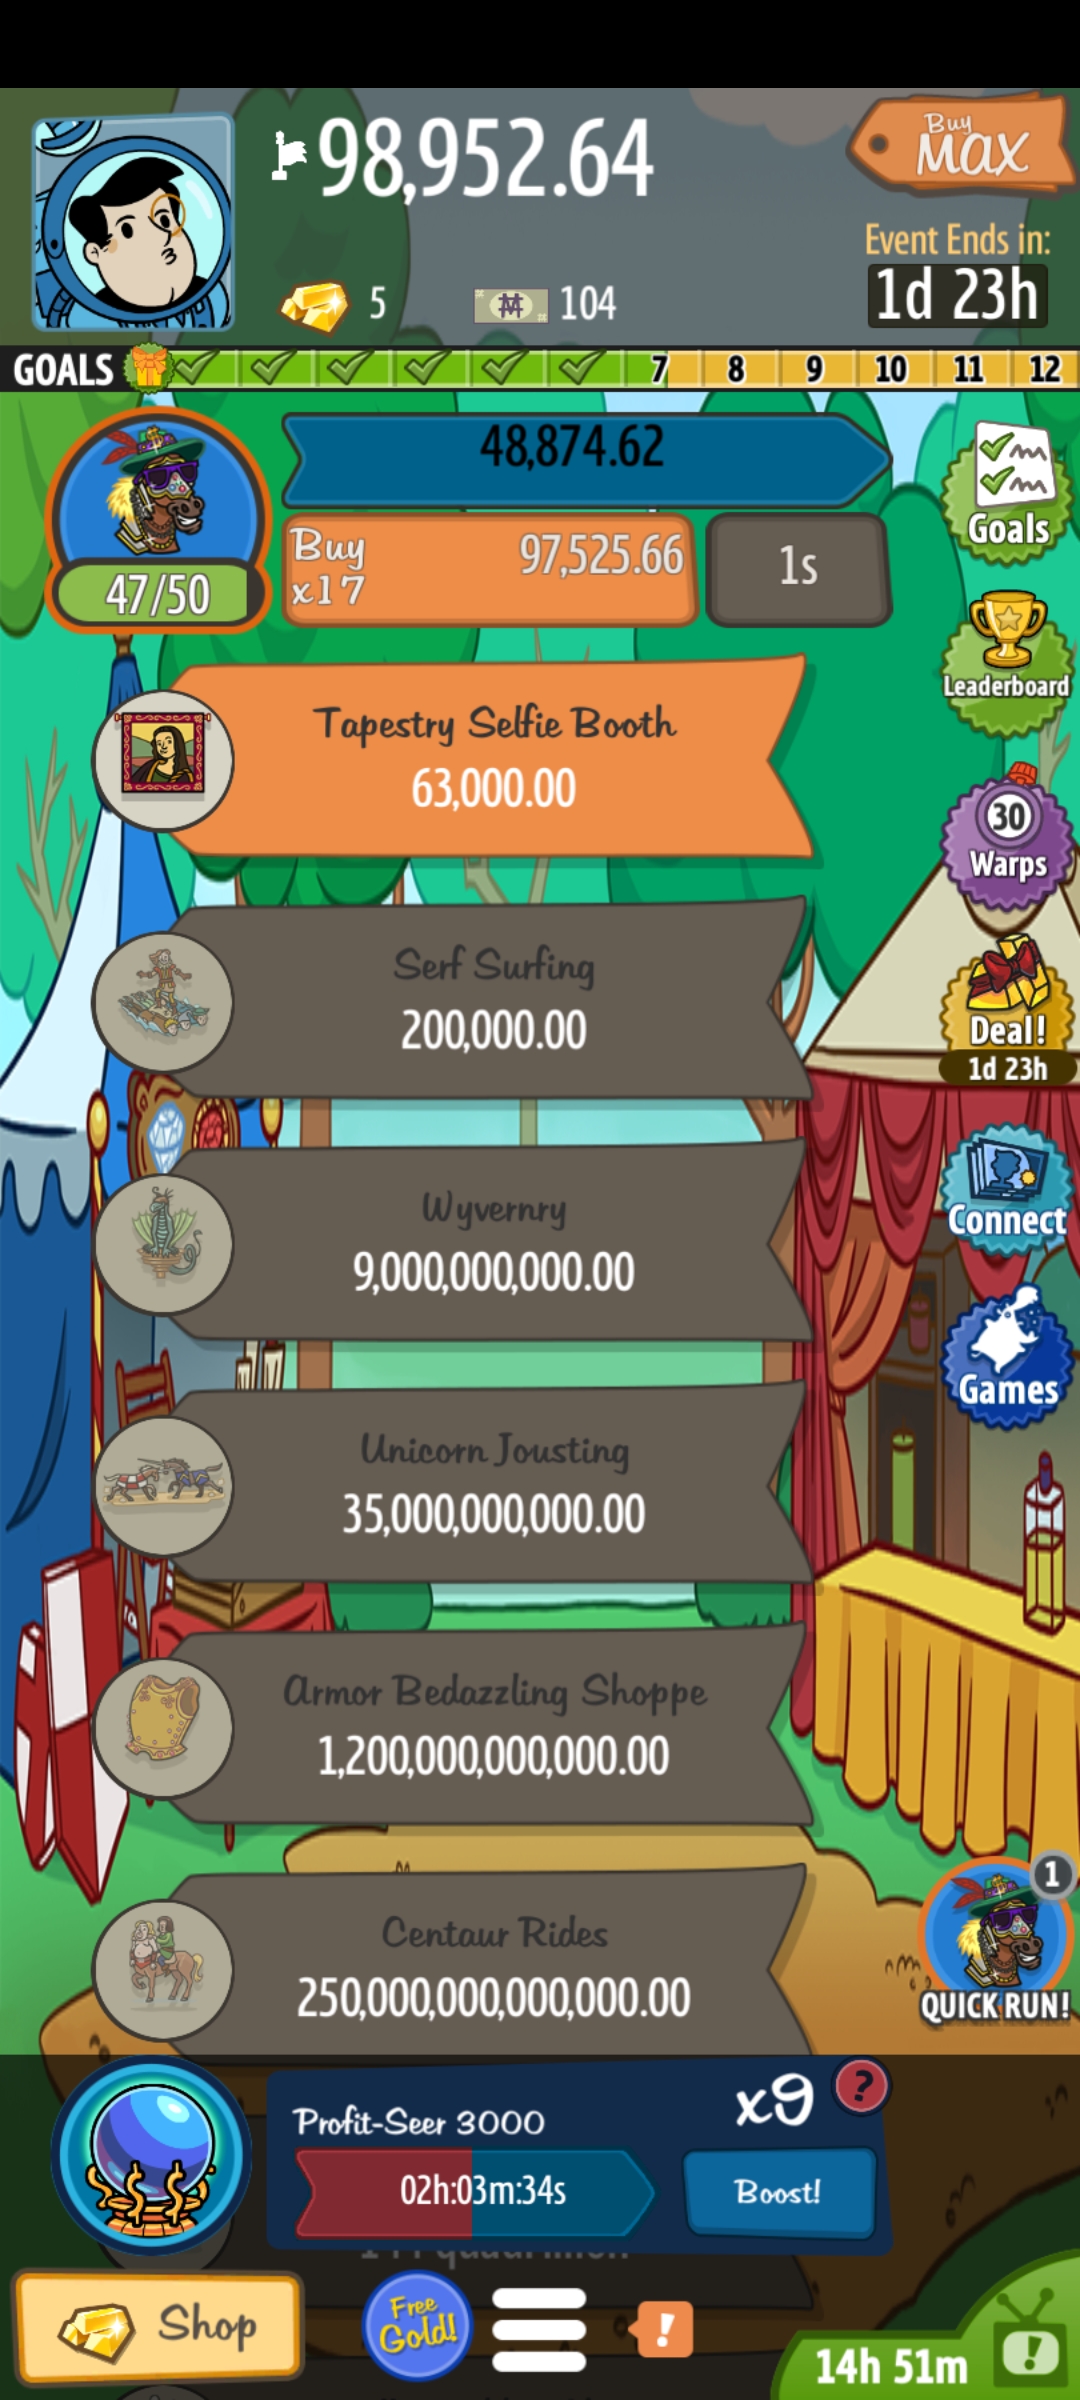 98,952.64
Buy
MAX
5
104
Event Ends in:
1d 23h
GOALS
7
8
9
10
11
12
48,874.62
47/50
Buy
x17
97,525.66
1s
Goals
Tapestry Selfie Booth
63,000.00
Leaderboard
30
Warps
Serf Surfing
200,000.00
Deal!
1d 23h
Wyvernry
9,000,000,000.00
Connect
Games
Unicorn Jousting
35,000,000,000.00
Armor Bedazzling Shoppe
1,200,000,000,000.00
Centaur Rides
250,000,000,000,000.00
1
QUICK RUN!
Profit-Seer 3000
x9
?
02h:03m:34s
Boost!
Shop
Free
Gold!
!
14h 51m
!